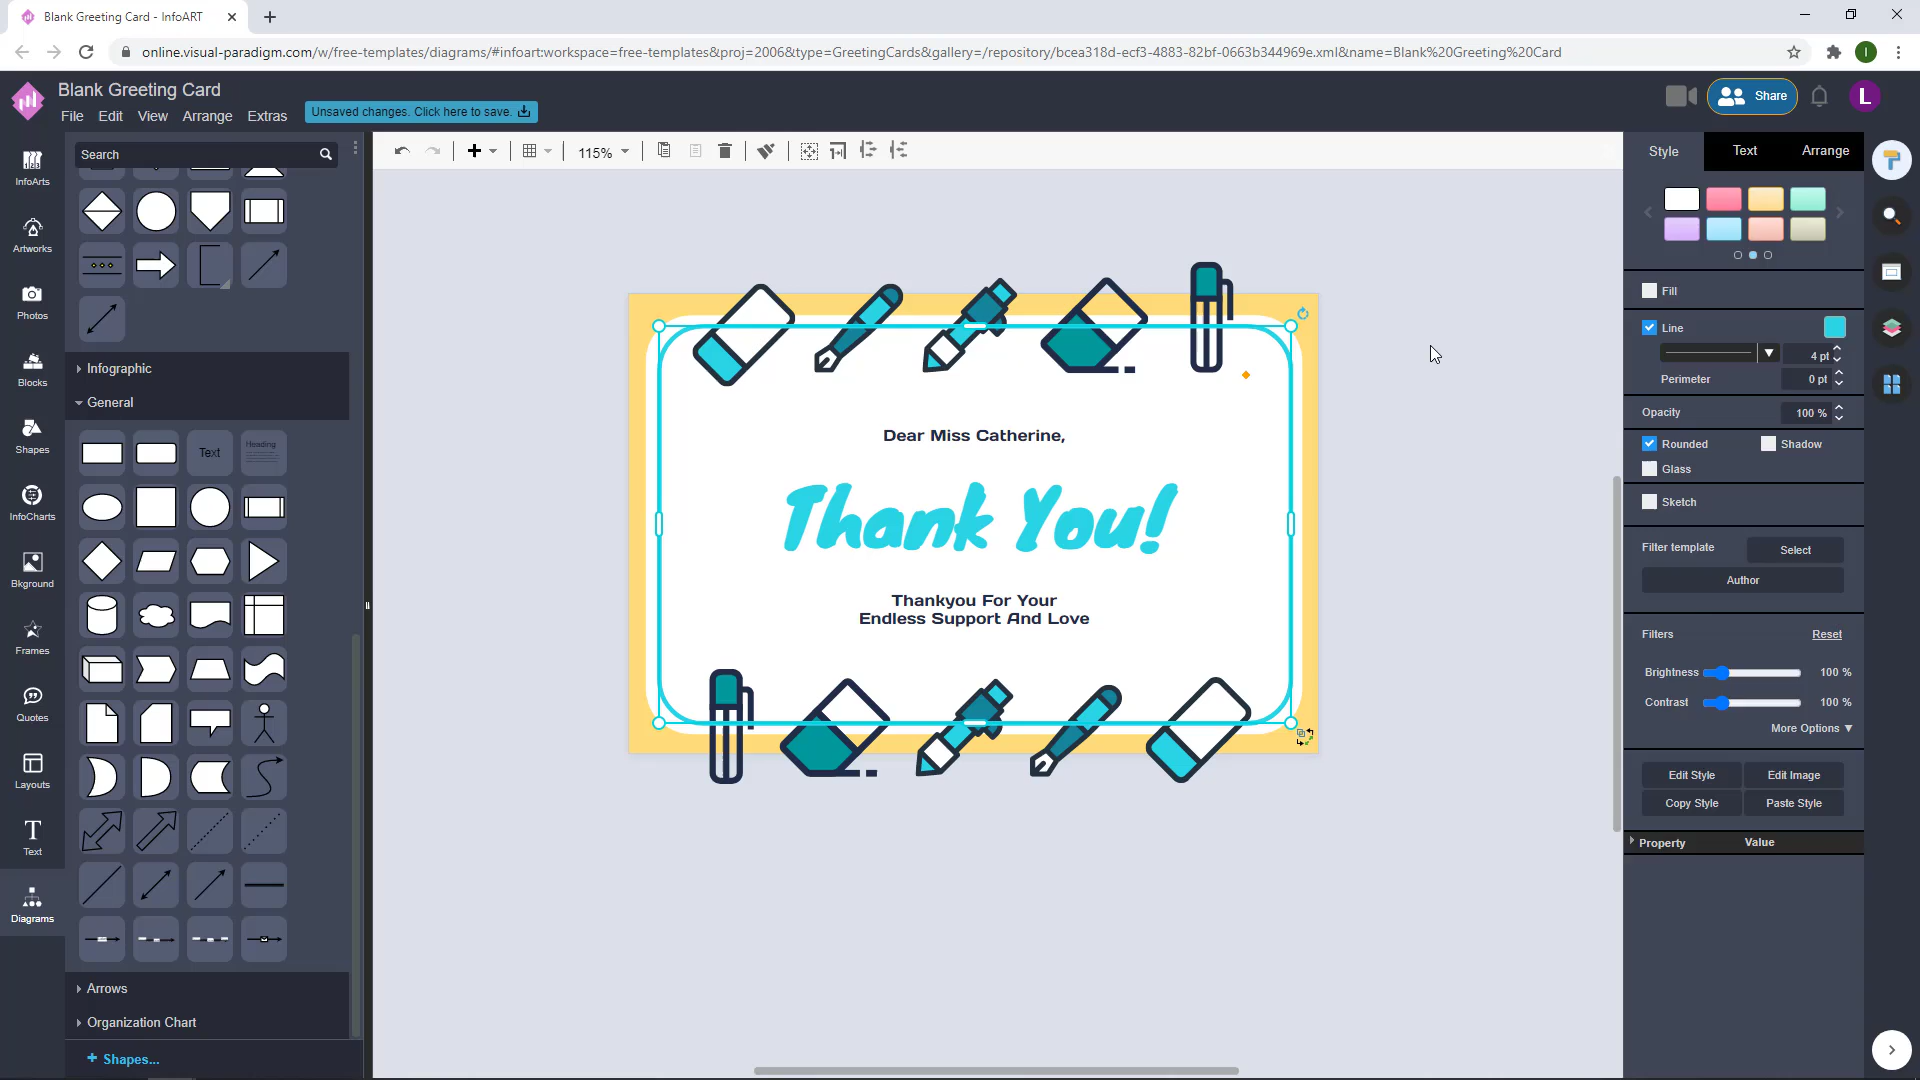 Blank Greeting Card - InfoART
online.visual-paradigm.com/w/free-templates/diagrams/#infoart:workspace=free-templates&proj=2006&type=GreetingCards&gallery=/repository/bcea318d-ecf3-4883-82bf-0663b344969e.xml&name=Blank%20Greeting%20Card
I
Blank Greeting Card
File Edit View Arrange Extras
Unsaved changes. Click here to save.
Share
L
Search
115%
Style Text Arrange
InfoArts
Artworks
Photos
Blocks
Shapes
InfoCharts
Bkground
Frames
Quotes
Layouts
Text
Diagrams
Infographic
General
Text
Heading
Arrows
Organization Chart
+ Shapes...
Dear Miss Catherine,
Thank You!
Thankyou For Your
Endless Support And Love
Fill
Line
4 pt
Perimeter 0 pt
Opacity 100 %
Rounded Shadow
Glass
Sketch
Filter template Select
Author
Filters Reset
Brightness 100 %
Contrast 100 %
More Options
Edit Style Edit Image
Copy Style Paste Style
Property Value